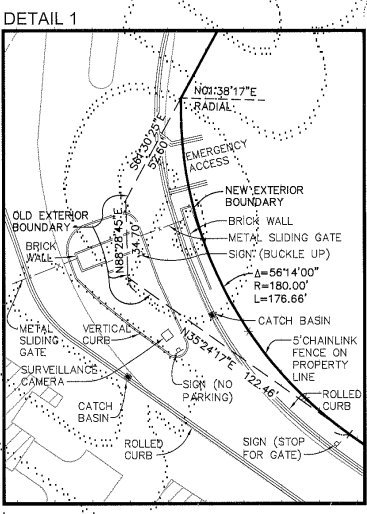 DETAIL 1
N01°38'17"E
RADIAL
S61°30'25"E
52.60'
EMERGENCY
ACCESS
NEW EXTERIOR
BOUNDARY
OLD EXTERIOR
BOUNDARY
BRICK WALL
BRICK
WALL
METAL SLIDING GATE
SIGN (BUCKLE UP)
N88°28'45"E
34.70'
Δ=56°14'00"
R=180.00'
L=176.66'
CATCH BASIN
METAL
SLIDING
GATE
VERTICAL
CURB
N35°24'17"E
122.46'
5'CHAINLINK
FENCE ON
PROPERTY
LINE
SURVEILLANCE
CAMERA
SIGN (NO
PARKING)
ROLLED
CURB
CATCH
BASIN
ROLLED
CURB
SIGN (STOP
FOR GATE)